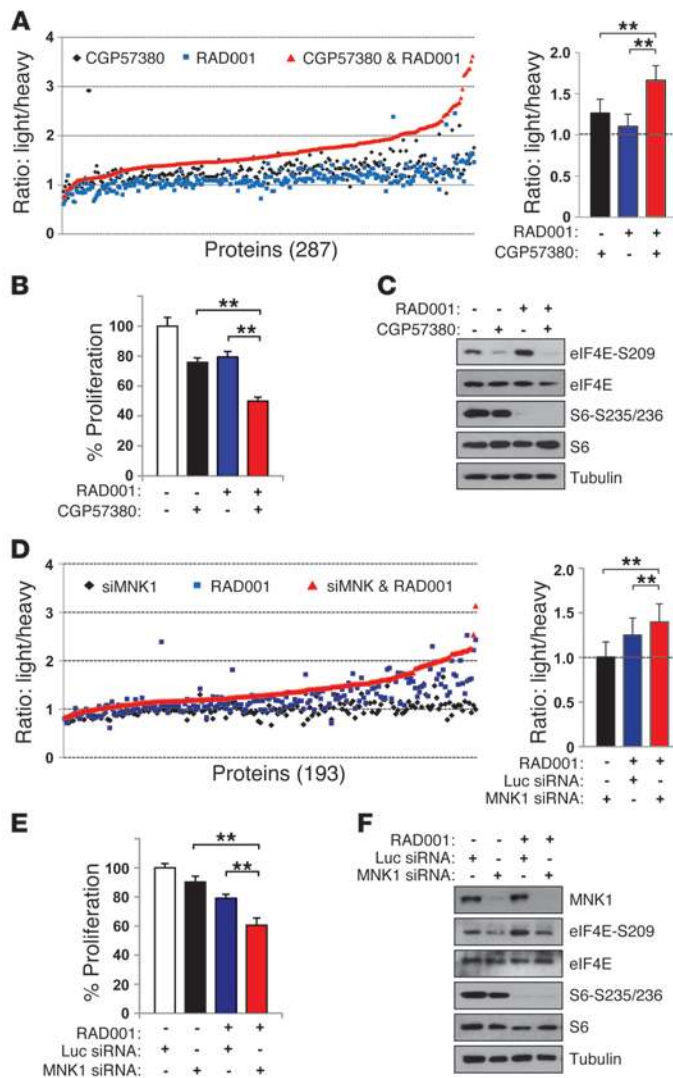 A
4
3
2
1
0
Ratio: light/heavy
CGP57380 RAD001 CGP57380 & RAD001
Proteins (287)
2.0
1.5
1.0
0.5
0
Ratio: light/heavy
** **
RAD001: - + +
CGP57380: + - +
B
120
100
80
60
40
20
0
% Proliferation
** **
RAD001: - - + +
CGP57380: - + - +
C
RAD001: - - + +
CGP57380: - + - +
eIF4E-S209
eIF4E
S6-S235/236
S6
Tubulin
D
4
3
2
1
0
Ratio: light/heavy
siMNK1 RAD001 siMNK & RAD001
Proteins (193)
2.0
1.5
1.0
0.5
0
Ratio: light/heavy
** **
RAD001: - + +
Luc siRNA: - + -
MNK1 siRNA: + - +
E
120
100
80
60
40
20
0
% Proliferation
** **
RAD001: - - + +
Luc siRNA: + - + -
MNK1 siRNA: - + - +
F
RAD001: - - + +
Luc siRNA: + - + -
MNK1 siRNA: - + - +
MNK1
eIF4E-S209
eIF4E
S6-S235/236
S6
Tubulin